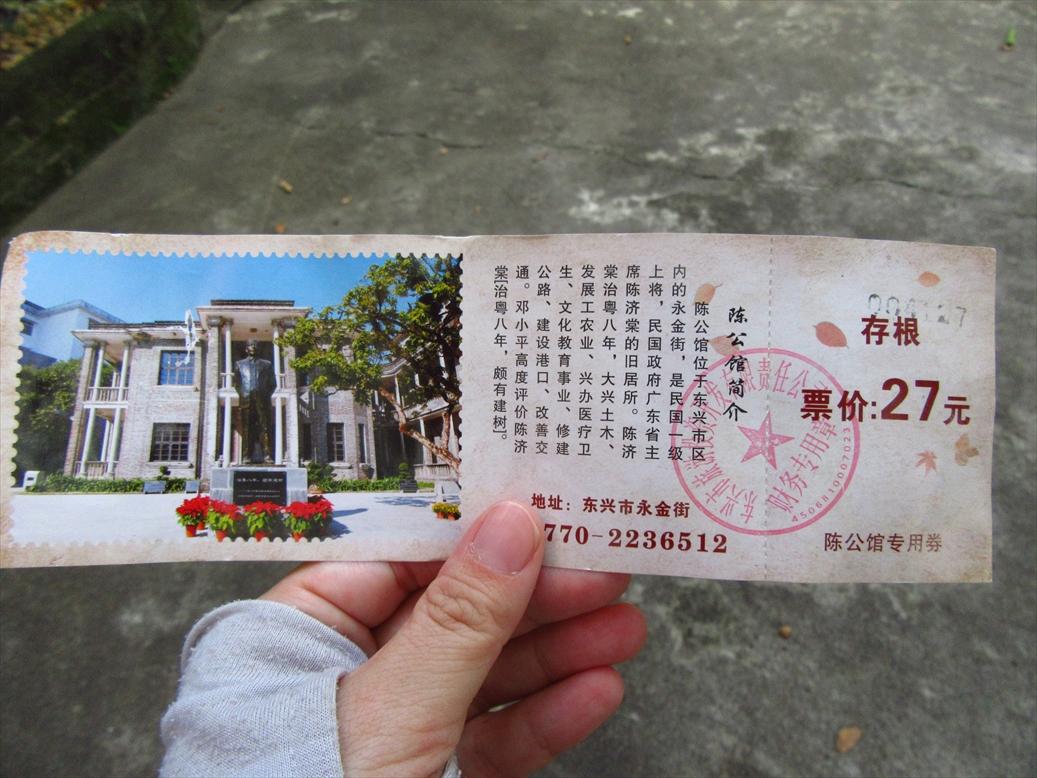 陈公馆简介
陈公馆位于东兴市区
内的永金街，是民国一级
上将，民国政府广东省主
席陈济棠的旧居所。陈济
棠治粤八年，大兴土木、
发展工农业、兴办医疗卫
生、文化教育事业、修建
公路、建设港口、改善交
通。邓小平高度评价陈济
棠[治粤八年，颇有建树]。
地址：东兴市永金街
770-2236512
存根
票价:27元
陈公馆专用券
财务专用章
4506810007023